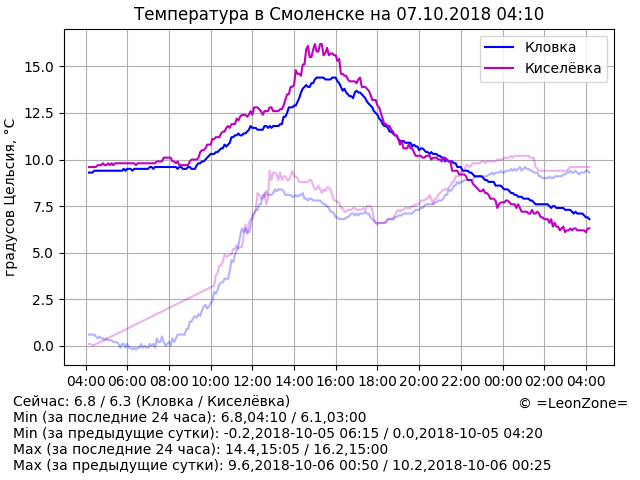 Температура в Смоленске на 07.10.2018 04:10
Кловка
Киселёвка
градусов Цельсия, °C
15.0
12.5
10.0
7.5
5.0
2.5
0.0
04:00 06:00 08:00 10:00 12:00 14:00 16:00 18:00 20:00 22:00 00:00 02:00 04:00
Сейчас: 6.8 / 6.3 (Кловка / Киселёвка)
© =LeonZone=
Min (за последние 24 часа): 6.8,04:10 / 6.1,03:00
Min (за предыдущие сутки): -0.2,2018-10-05 06:15 / 0.0,2018-10-05 04:20
Max (за последние 24 часа): 14.4,15:05 / 16.2,15:00
Max (за предыдущие сутки): 9.6,2018-10-06 00:50 / 10.2,2018-10-06 00:25